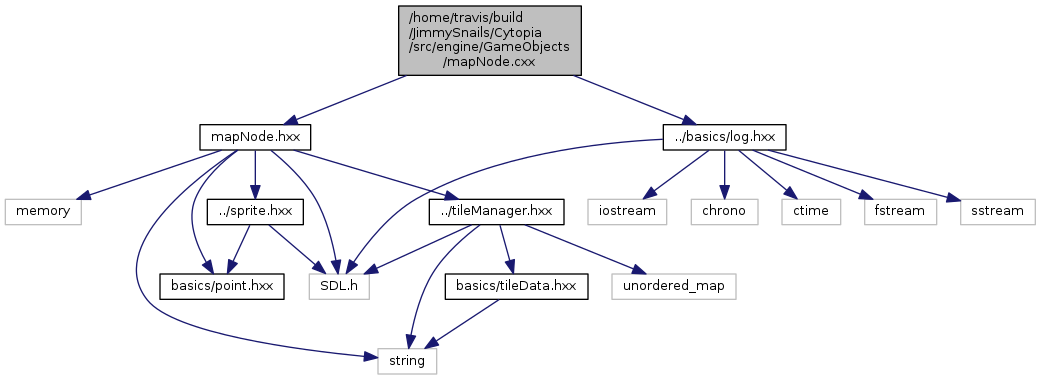 /home/travis/build
/JimmySnails/Cytopia
/src/engine/GameObjects
/mapNode.cxx
mapNode.hxx
../basics/log.hxx
memory
../sprite.hxx
../tileManager.hxx
iostream
chrono
ctime
fstream
sstream
basics/point.hxx
SDL.h
basics/tileData.hxx
unordered_map
string